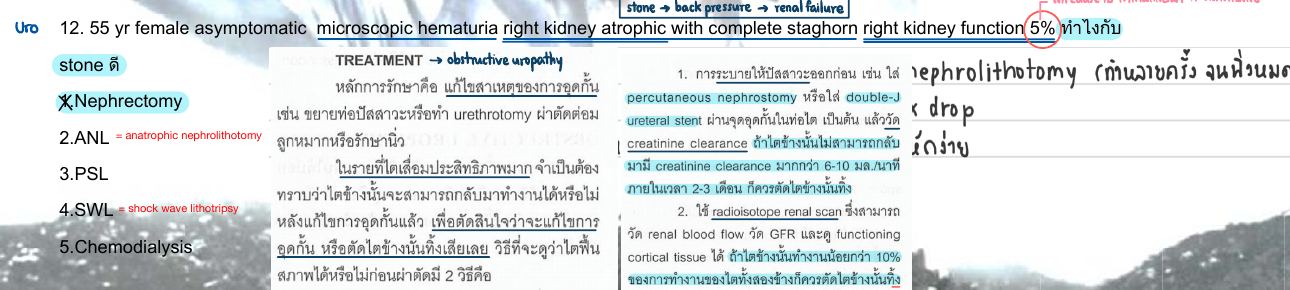 stone → back pressure → renal failure
Uro 12. 55 yr female asymptomatic microscopic hematuria right kidney atrophic with complete staghorn right kidney function 5% ทำไงกับ
stone ดี
1.Nephrectomy
2.ANL = anatrophic nephrolithotomy
3.PSL
4.SWL = shock wave lithotripsy
5.Chemodialysis
TREATMENT → obstructive uropathy
หลักการรักษาคือ แก้ไขสาเหตุของการอุดกั้น
เช่น ขยายท่อปัสสาวะหรือทำ urethrotomy ผ่าตัดต่อม
ลูกหมากหรือรักษานิ่ว
ในรายที่ไตเสื่อมประสิทธิภาพมาก จำเป็นต้อง
ทราบว่าไตข้างนั้นจะสามารถกลับมาทำงานได้หรือไม่
หลังแก้ไขการอุดกั้นแล้ว เพื่อตัดสินใจว่าจะแก้ไขการ
อุดกั้น หรือตัดไตข้างนั้นทิ้งเสียเลย วิธีที่จะดูว่าไตฟื้น
สภาพได้หรือไม่ก่อนผ่าตัดมี 2 วิธีคือ
1. การระบายให้ปัสสาวะออกก่อน เช่น ใส่
percutaneous nephrostomy หรือใส่ double-J
ureteral stent ผ่านจุดอุดกั้นในท่อไต เป็นต้น แล้ววัด
creatinine clearance ถ้าไตข้างนั้นไม่สามารถกลับ
มามี creatinine clearance มากกว่า 6-10 มล./นาที
ภายในเวลา 2-3 เดือน ก็ควรตัดไตข้างนั้นทิ้ง
2. ใช้ radioisotope renal scan ซึ่งสามารถ
วัด renal blood flow วัด GFR และดู functioning
cortical tissue ได้ ถ้าไตข้างนั้นทำงานน้อยกว่า 10%
ของการทำงานของไตทั้งสองข้างก็ควรตัดไตข้างนั้นทิ้ง
nephrolithotomy
drop